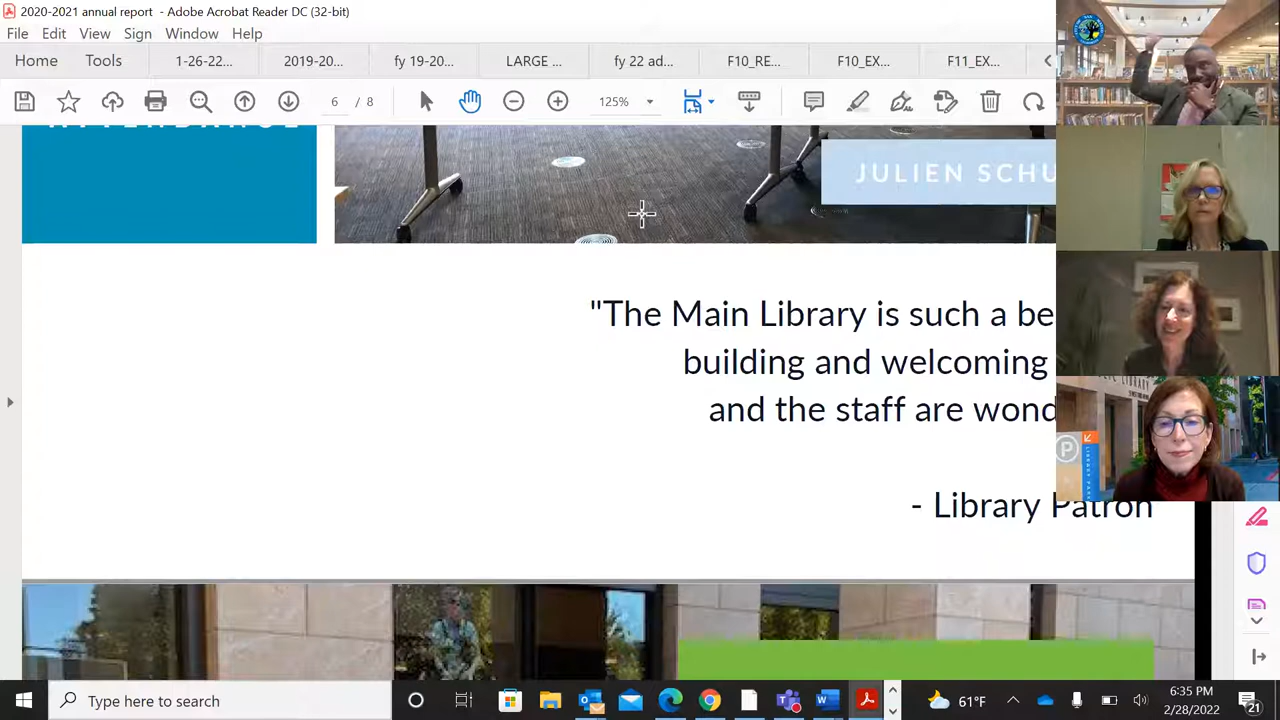 2020-2021 annual report - Adobe Acrobat Reader DC (32-bit)
File Edit View Window Help
Home Tools 1-26-22... 2019-20... fy 19-20... LARGE ... fy 22 ad... F10_RE... F10_EX... F11_EX...
6 / 8 125%
JULIEN SCHU
"The Main Library is such a be
building and welcoming
and the staff are wond
- Library Patron
P
LIBRARY
Type here to search
61°F
6:35 PM
2/28/2022
21